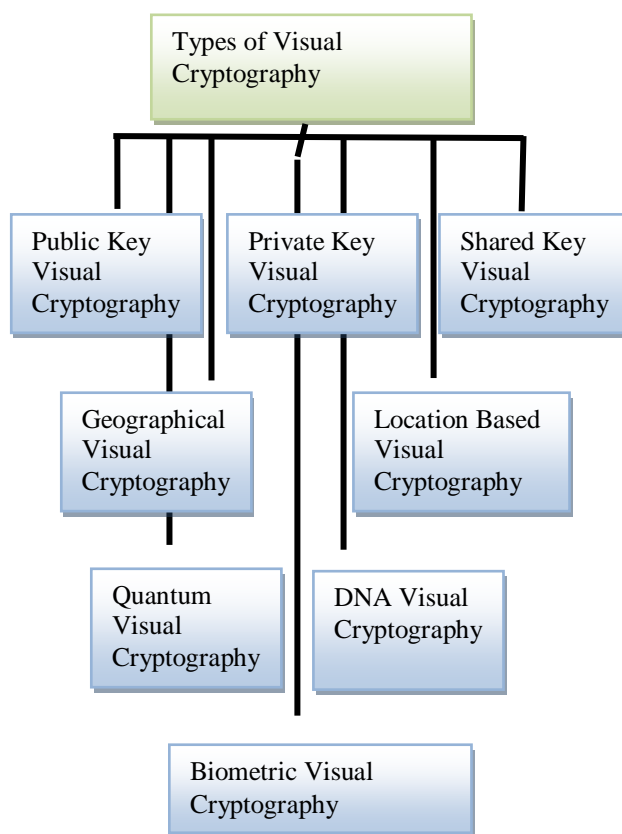 Types of Visual
Cryptography
Public Key
Visual
Cryptography
Private Key
Visual
Cryptography
Shared Key
Visual
Cryptography
Geographical
Visual
Cryptography
Location Based
Visual
Cryptography
Quantum
Visual
Cryptography
DNA Visual
Cryptography
Biometric Visual
Cryptography